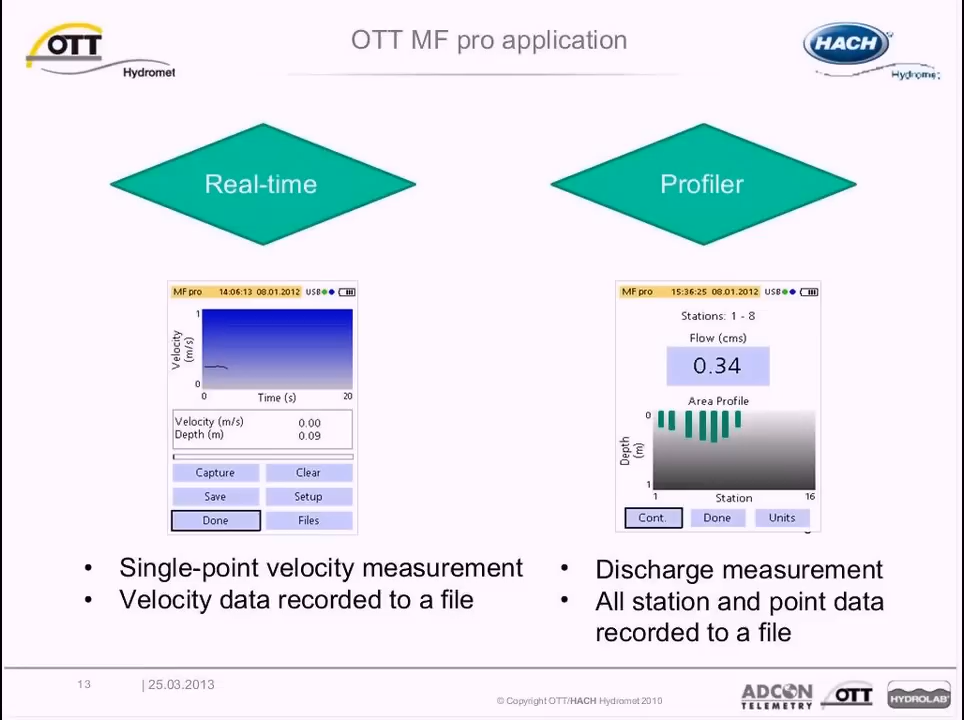 OTT
Hydromet
OTT MF pro application
HACH
Hydromet
Real-time
Profiler
MF pro 14:06:13 08.01.2012 USB
1
Velocity
(m/s)
0
0 Time (s) 20
Velocity (m/s) 0.00
Depth (m) 0.09
Capture Clear
Save Setup
Done Files
MF pro 15:36:25 08.01.2012 USB
Stations: 1 - 8
Flow (cms)
0.34
Area Profile
0
Depth
(m)
1
1 Station 16
Cont. Done Units
• Single-point velocity measurement
• Velocity data recorded to a file
• Discharge measurement
• All station and point data
recorded to a file
13 | 25.03.2013
© Copyright OTT/HACH Hydromet 2010
ADCON
TELEMETRY
OTT
HYDROLAB